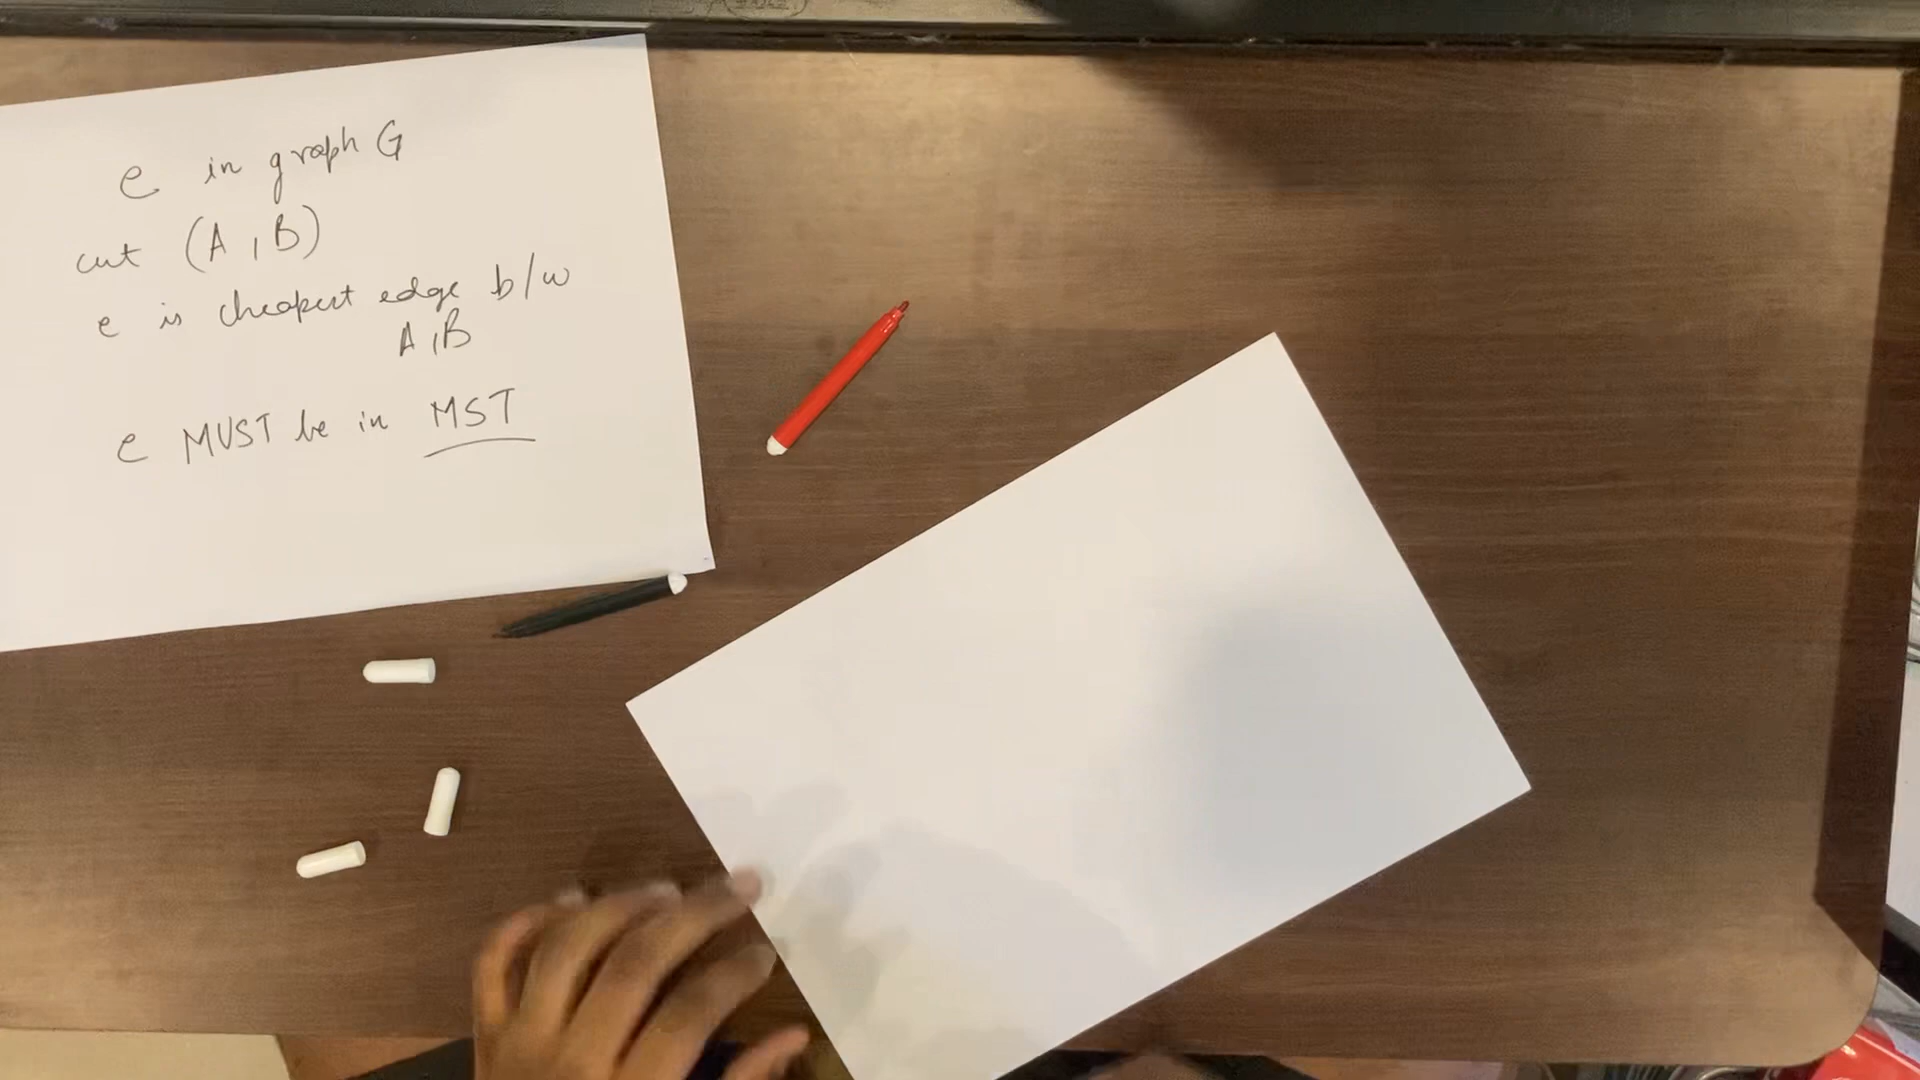 e in graph G
cut (A, B)
e is cheapest edge b/w
A, B
e MUST be in MST